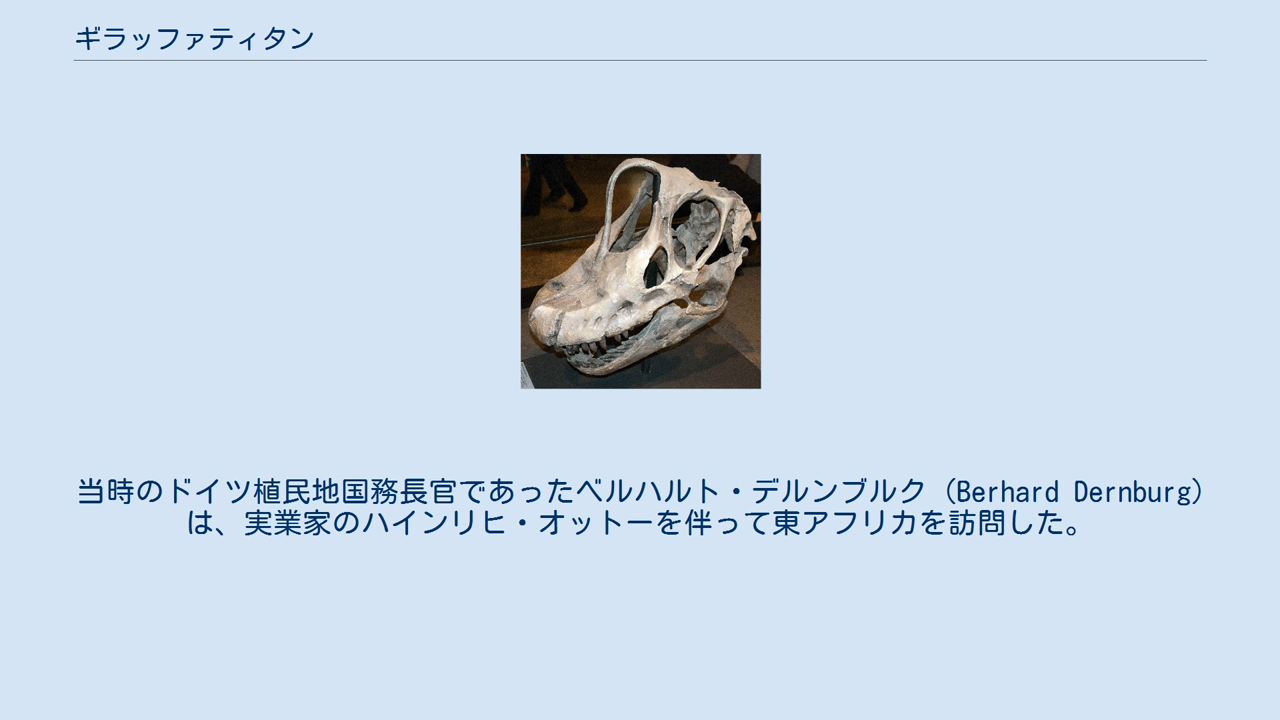 ギラッファティタン
当時のドイツ植民地国務長官であったベルハルト・デルンブルク（Berhard Dernburg）
は、実業家のハインリヒ・オットーを伴って東アフリカを訪問した。